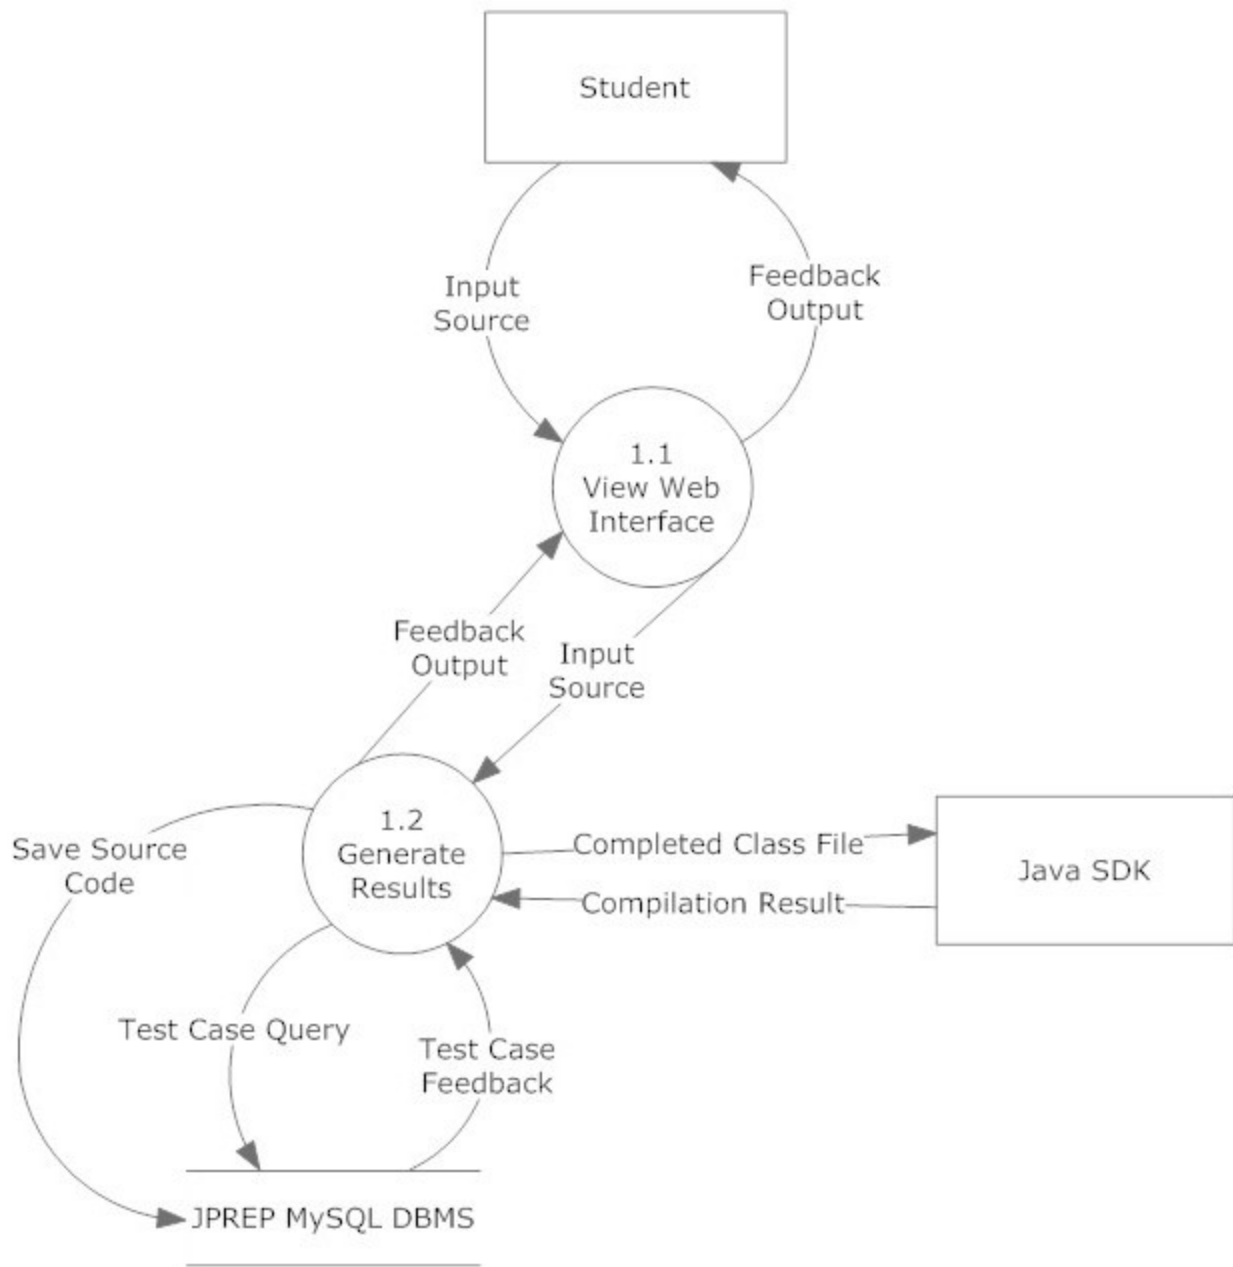 Student
Input
Source
Feedback
Output
1.1
View Web
Interface
Feedback
Output
Input
Source
1.2
Generate
Results
Save Source
Code
Completed Class File
Java SDK
Compilation Result
Test Case Query
Test Case
Feedback
JPREP MySQL DBMS